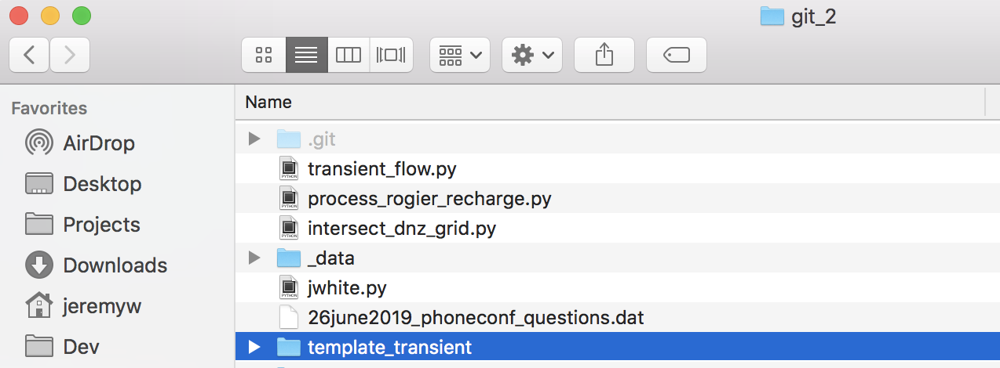 git_2
Favorites
AirDrop
Desktop
Projects
Downloads
jeremyw
Dev
Name
.git
transient_flow.py
process_rogier_recharge.py
intersect_dnz_grid.py
_data
jwhite.py
26june2019_phoneconf_questions.dat
template_transient